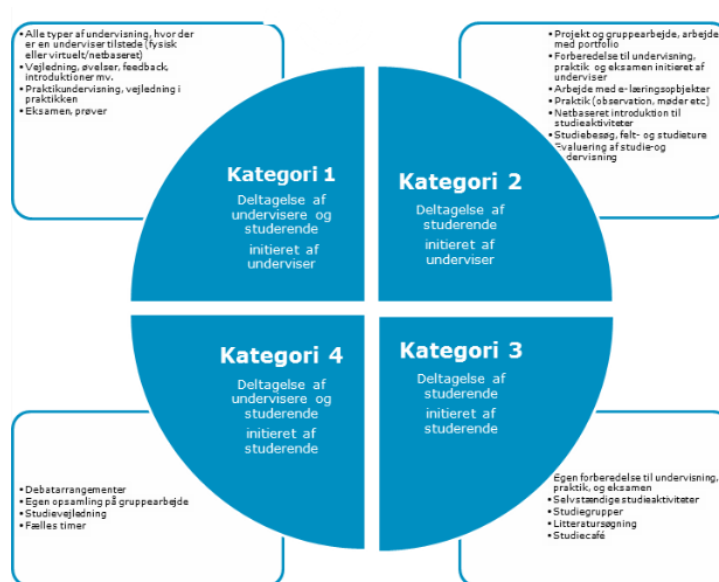 • Alle typer af undervisning, hvor der
er en underviser tilstede (fysisk
eller virtuelt/netbaseret)
• Vejledning, øvelser, feedback,
introduktioner mv.
• Praktikundervisning, vejledning i
praktikken
• Eksamen, prøver
• Projekt og gruppearbejde, arbejde
med portfolio
• Forberedelse til undervisning,
praktik og eksamen initieret af
underviser
• Arbejde med e-læringsobjekter
• Praktik (observation, møder etc)
• Netbaseret introduktion til
studieaktiviteter
• Studiebesøg, felt- og studieture
Evaluering af studie-og
dervisning
Kategori 1
Deltagelse af
undervisere og
studerende
initieret af
underviser
Kategori 2
Deltagelse af
studerende
initieret af
underviser
Kategori 4
Deltagelse af
undervisere og
studerende
initieret af
studerende
Kategori 3
Deltagelse af
studerende
initieret af
studerende
• Debatarrangementer
• Egen opsamling på gruppearbejde
• Studievejledning
• Fælles timer
Egen forberedelse til undervisning,
praktik, og eksamen
• Selvstændige studieaktiviteter
• Studiegrupper
• Litteratursøgning
• Studiecafé